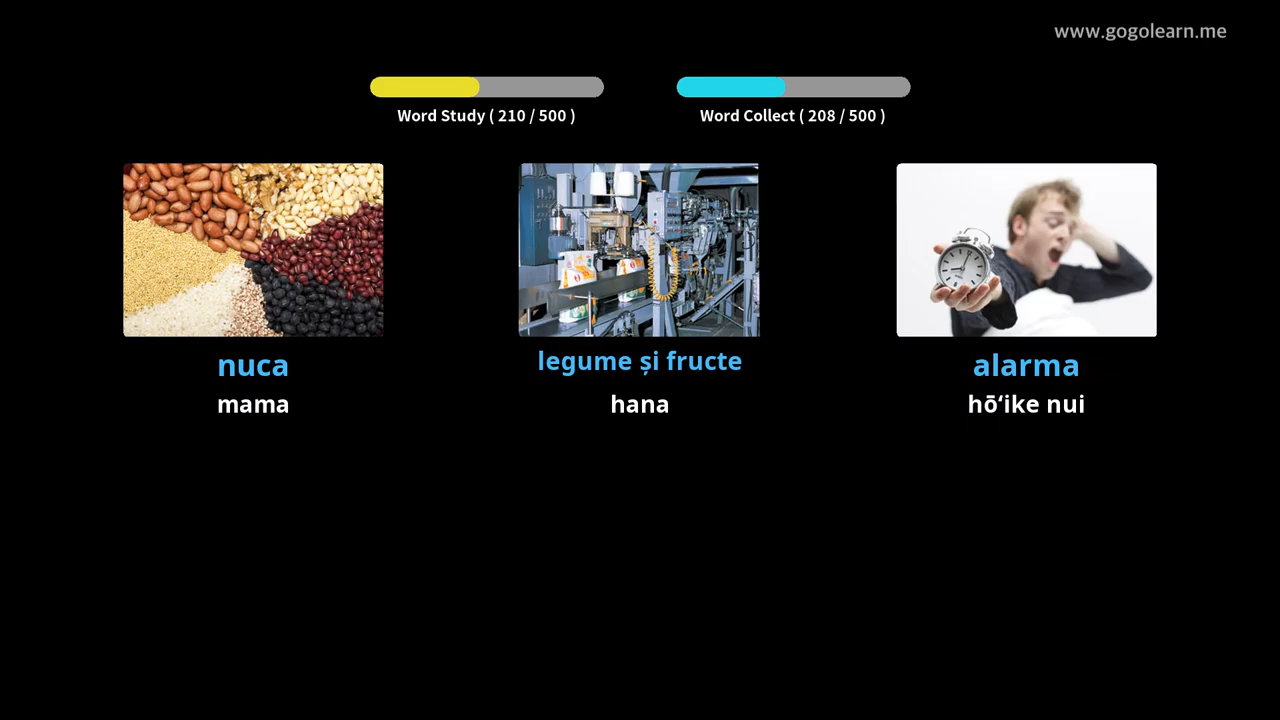 www.gogolearn.me
Word Study ( 210 / 500 )
Word Collect ( 208 / 500 )
nuca
legume și fructe
alarma
mama
hana
hōʻike nui